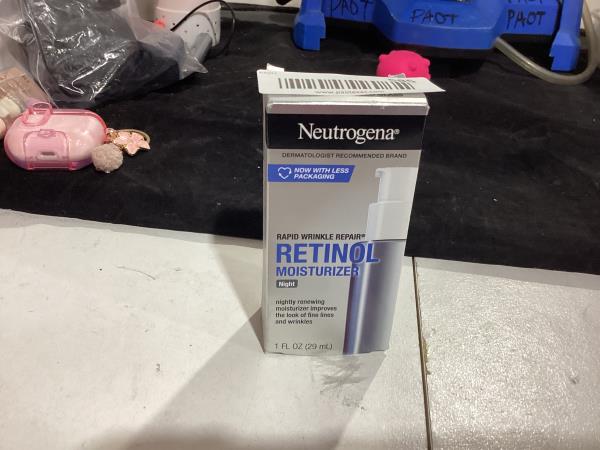 PAOT
PAOT
PAOT
Neutrogena®
DERMATOLOGIST RECOMMENDED BRAND
NOW WITH LESS
PACKAGING
RAPID WRINKLE REPAIR®
RETINOL
MOISTURIZER
Night
nightly renewing
moisturizer improves
the look of fine lines
and wrinkles
1 FL OZ (29 mL)